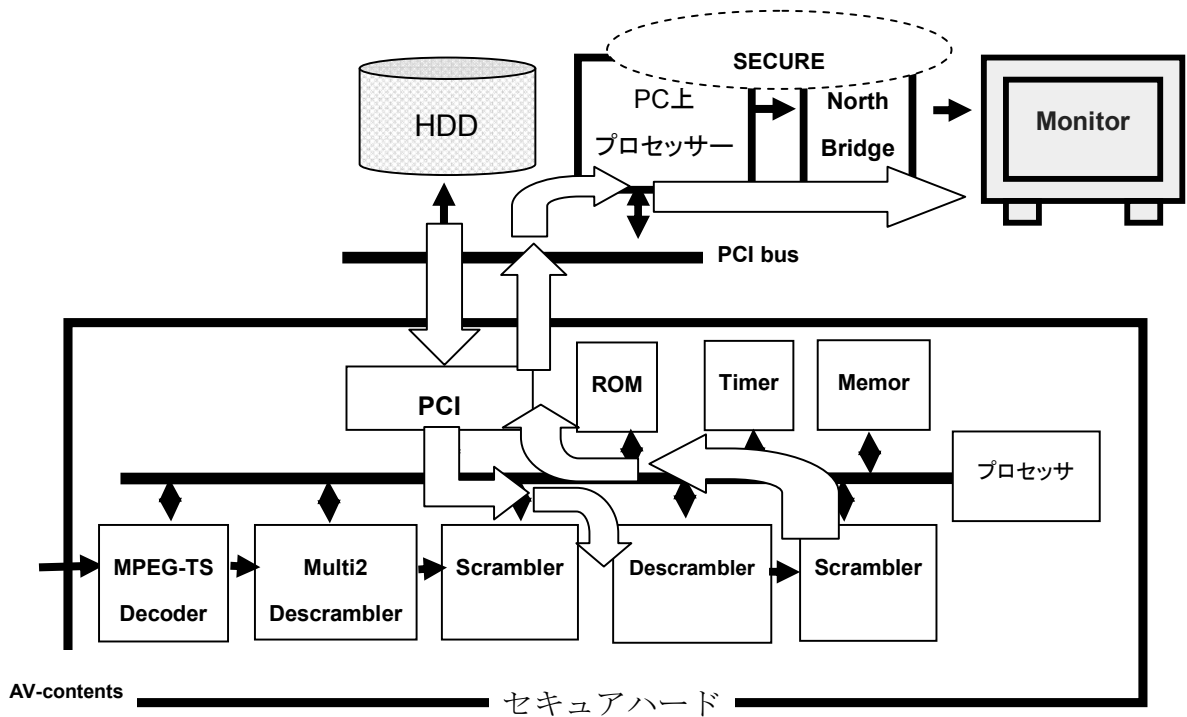 SECURE
HDD
PC上
プロセッサー
North
Bridge
Monitor
PCI bus
ROM
Timer
Memor
PCI
プロセッサ
MPEG-TS
Decoder
Multi2
Descrambler
Scrambler
Descrambler
Scrambler
AV-contents
セキュアハード